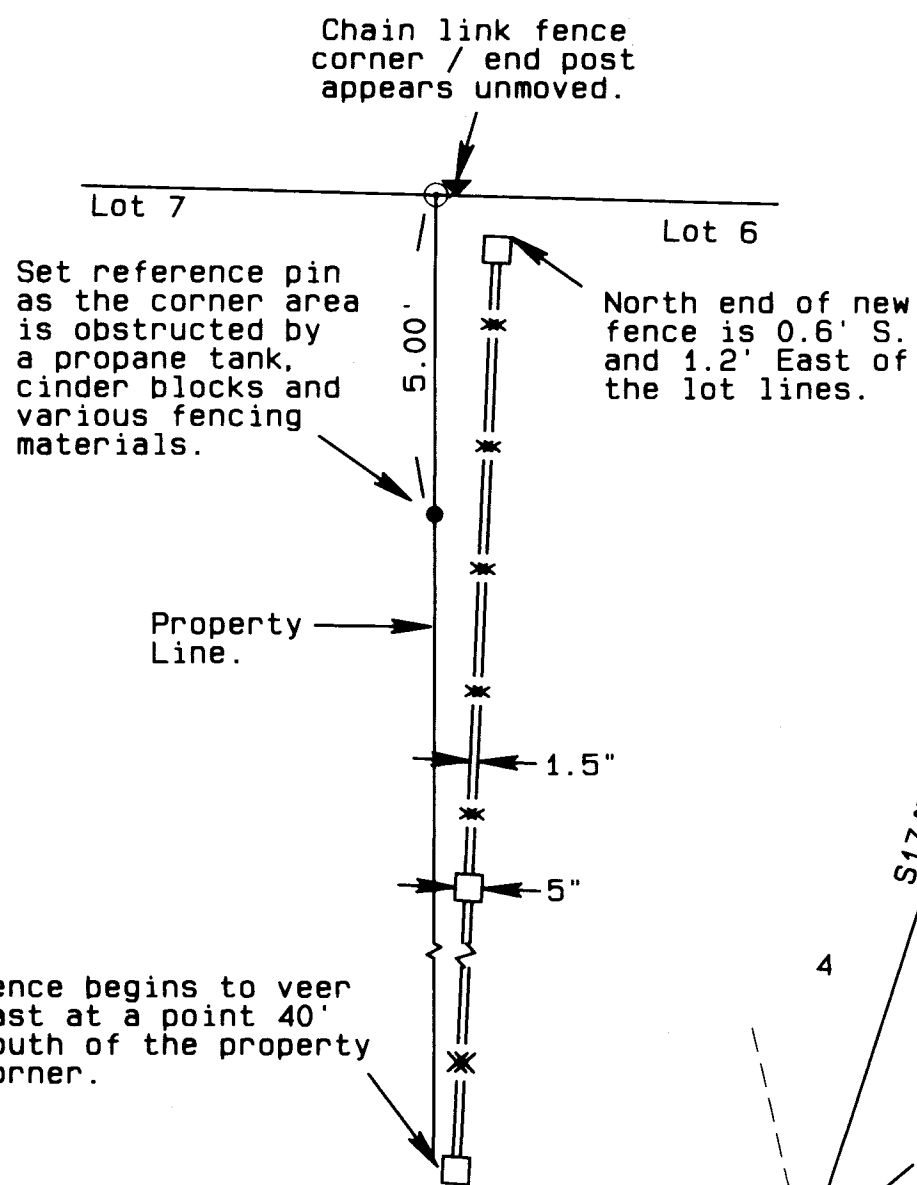 Chain link fence
corner / end post
appears unmoved.
Lot 7
Lot 6
Set reference pin
as the corner area
is obstructed by
a propane tank,
cinder blocks and
various fencing
materials.
5.00'
North end of new
fence is 0.6' S.
and 1.2' East of
the lot lines.
Property
Line.
1.5"
5"
S17
4
ence begins to veer
ast at a point 40'
outh of the property
orner.